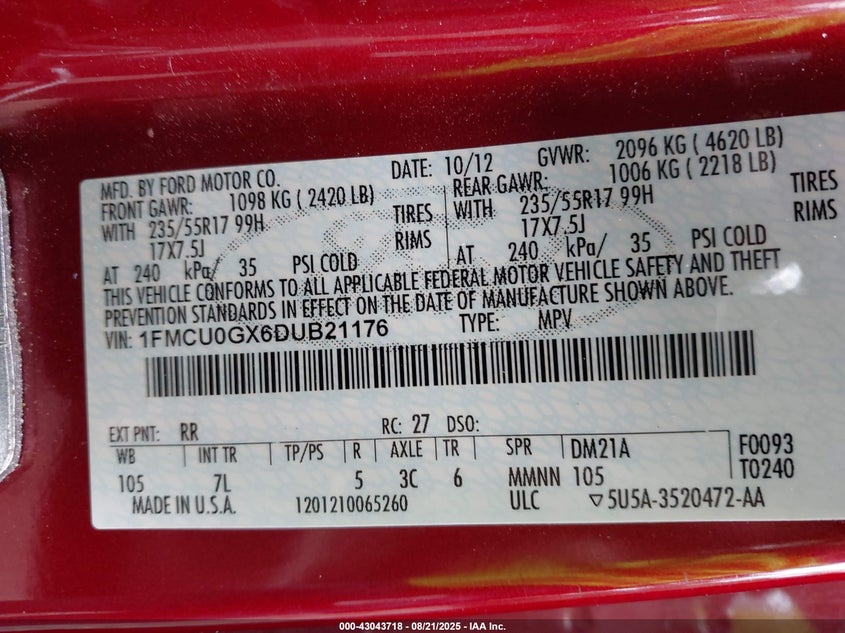 MFD. BY FORD MOTOR CO. DATE: 10/12 GVWR: 2096 KG ( 4620 LB)
FRONT GAWR: 1098 KG ( 2420 LB) REAR GAWR: 1006 KG ( 2218 LB)
WITH 235/55R17 99H TIRES WITH 235/55R17 99H TIRES
17X7.5J RIMS 17X7.5J RIMS
AT 240 kPa/ 35 PSI COLD AT 240 kPa/ 35 PSI COLD
THIS VEHICLE CONFORMS TO ALL APPLICABLE FEDERAL MOTOR VEHICLE SAFETY AND THEFT
PREVENTION STANDARDS IN EFFECT ON THE DATE OF MANUFACTURE SHOWN ABOVE.
VIN: 1FMCU0GX6DUB21176 TYPE: MPV
EXT PNT: RR RC: 27 DSO:
WB INT TR TP/PS R AXLE TR SPR DM21A F0093
105 7L 5 3C 6 MMNN 105 T0240
MADE IN U.S.A. 1201210065260 ULC ▽5U5A-3520472-AA
000-43043718 - 08/21/2025 - IAA Inc.